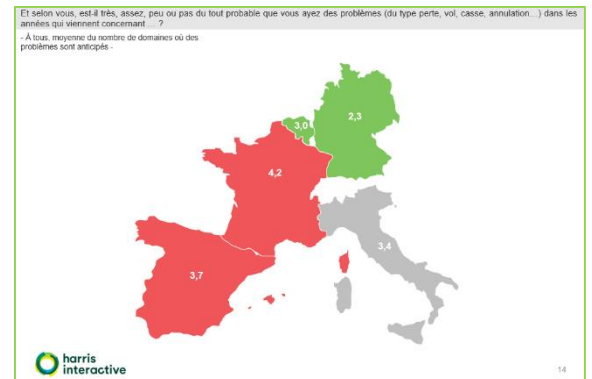 Et selon vous, est-il très, assez, peu ou pas du tout probable que vous ayez des problèmes (du type perte, vol, casse, annulation...) dans les
années qui viennent concernant ... ?
- À tous, moyenne du nombre de domaines où des
problèmes sont anticipés -
2,3
3,0
4,2
3,4
3,7
harris
interactive
14